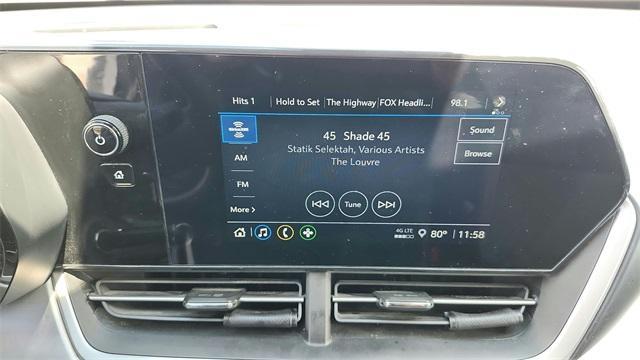 Hits 1 Hold to Set The Highway FOX Headli... 98.1
SiriusXM
45 Shade 45
Sound
Statik Selektah, Various Artists
AM
The Louvre
Browse
FM
Tune
More >
4G LTE
80° 11:58